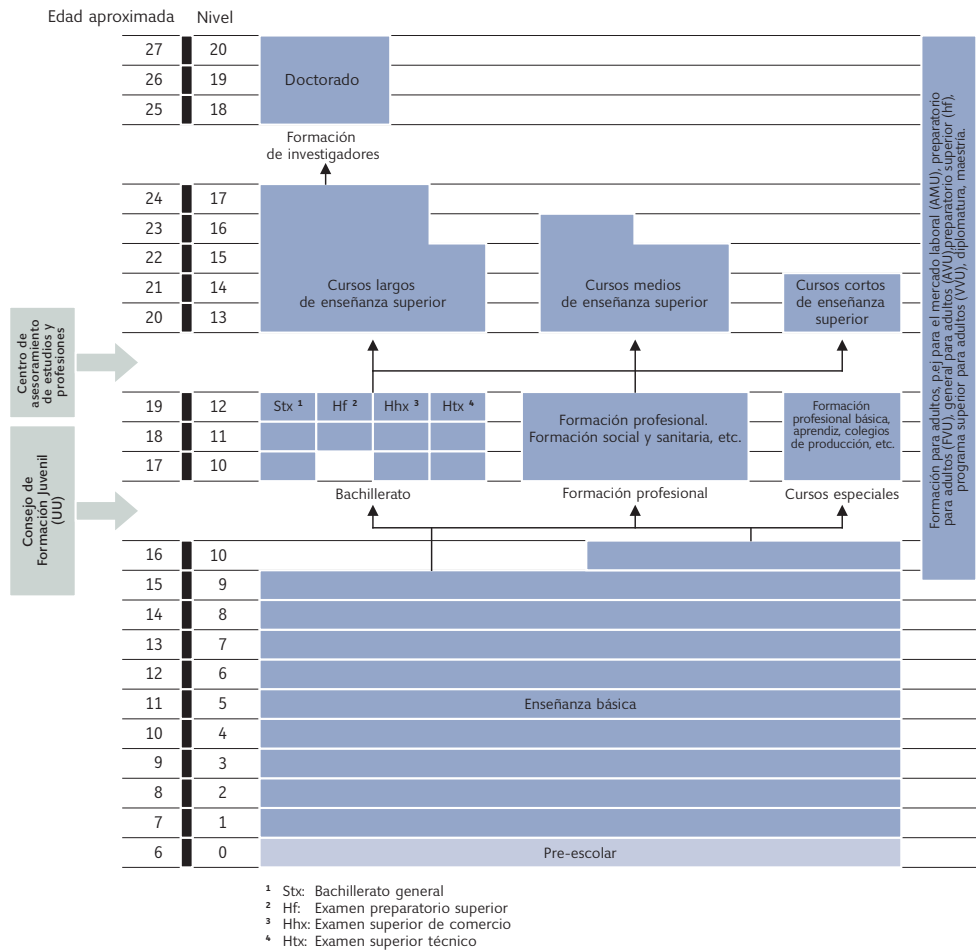 Edad aproximada Nivel
27 20
26 19
25 18
Doctorado
Formación
de investigadores
24 17
23 16
22 15
21 14
20 13
Cursos largos
de enseñanza superior
Cursos medios
de enseñanza superior
Cursos cortos
de enseñanza
superior
Centro de
asesoramiento
de estudios y
profesiones
19 12
18 11
17 10
Stx ¹ Hf ² Hhx ³ Htx ⁴
Formación profesional.
Formación social y sanitaria, etc.
Formación
profesional básica,
aprendiz, colegios
de producción, etc.
Bachillerato
Formación profesional
Cursos especiales
Consejo de
Formación Juvenil
(UU)
16 10
15 9
14 8
13 7
12 6
11 5
10 4
9 3
8 2
7 1
6 0
Enseñanza básica
Pre-escolar
Formación para adultos, p.ej para el mercado laboral (AMU), preparatorio
para adultos (FVU), general para adultos (AVU),preparatorio superior (hf),
programa superior para adultos (VVU), diplomatura, maestría.
¹ Stx: Bachillerato general
² Hf: Examen preparatorio superior
³ Hhx: Examen superior de comercio
⁴ Htx: Examen superior técnico